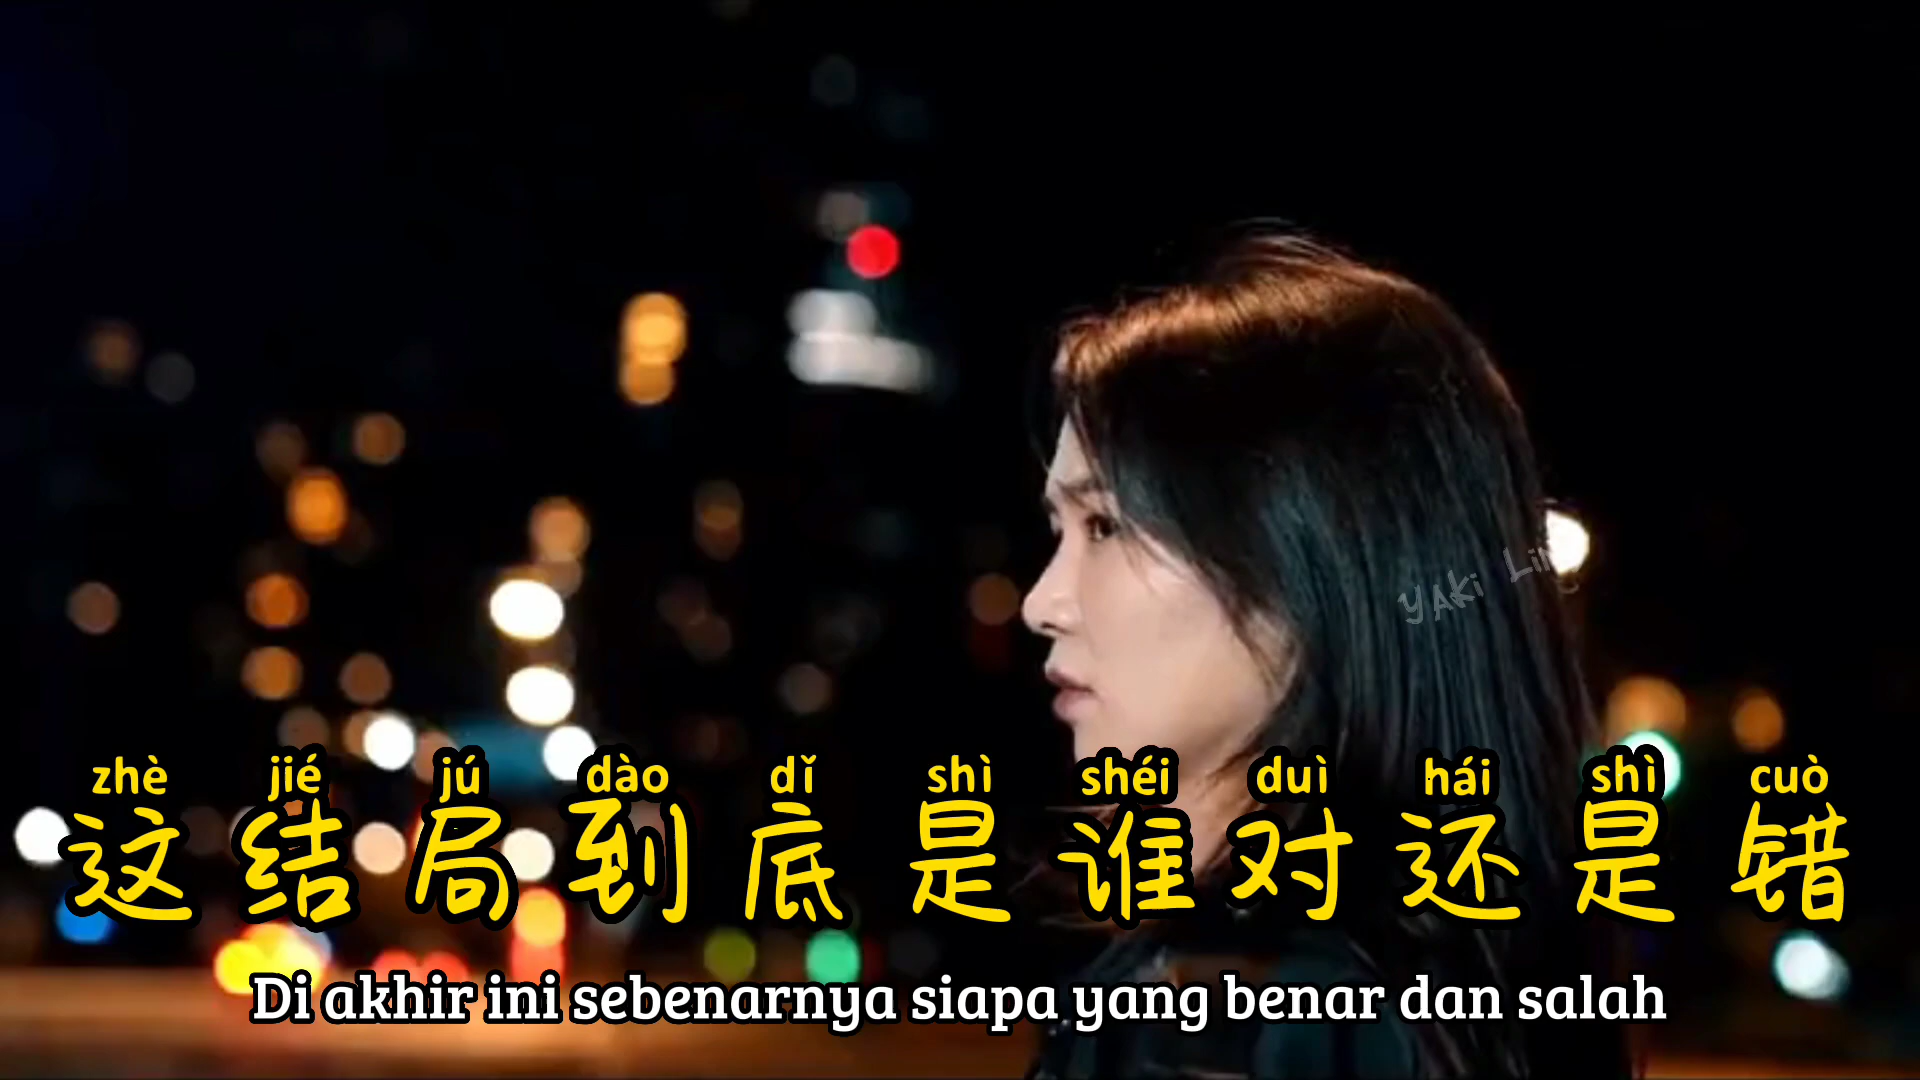 YAKi Lin
zhè jié jú dào dǐ shì shéi duì hái shì cuò
这结局到底是谁对还是错
Di akhir ini sebenarnya siapa yang benar dan salah